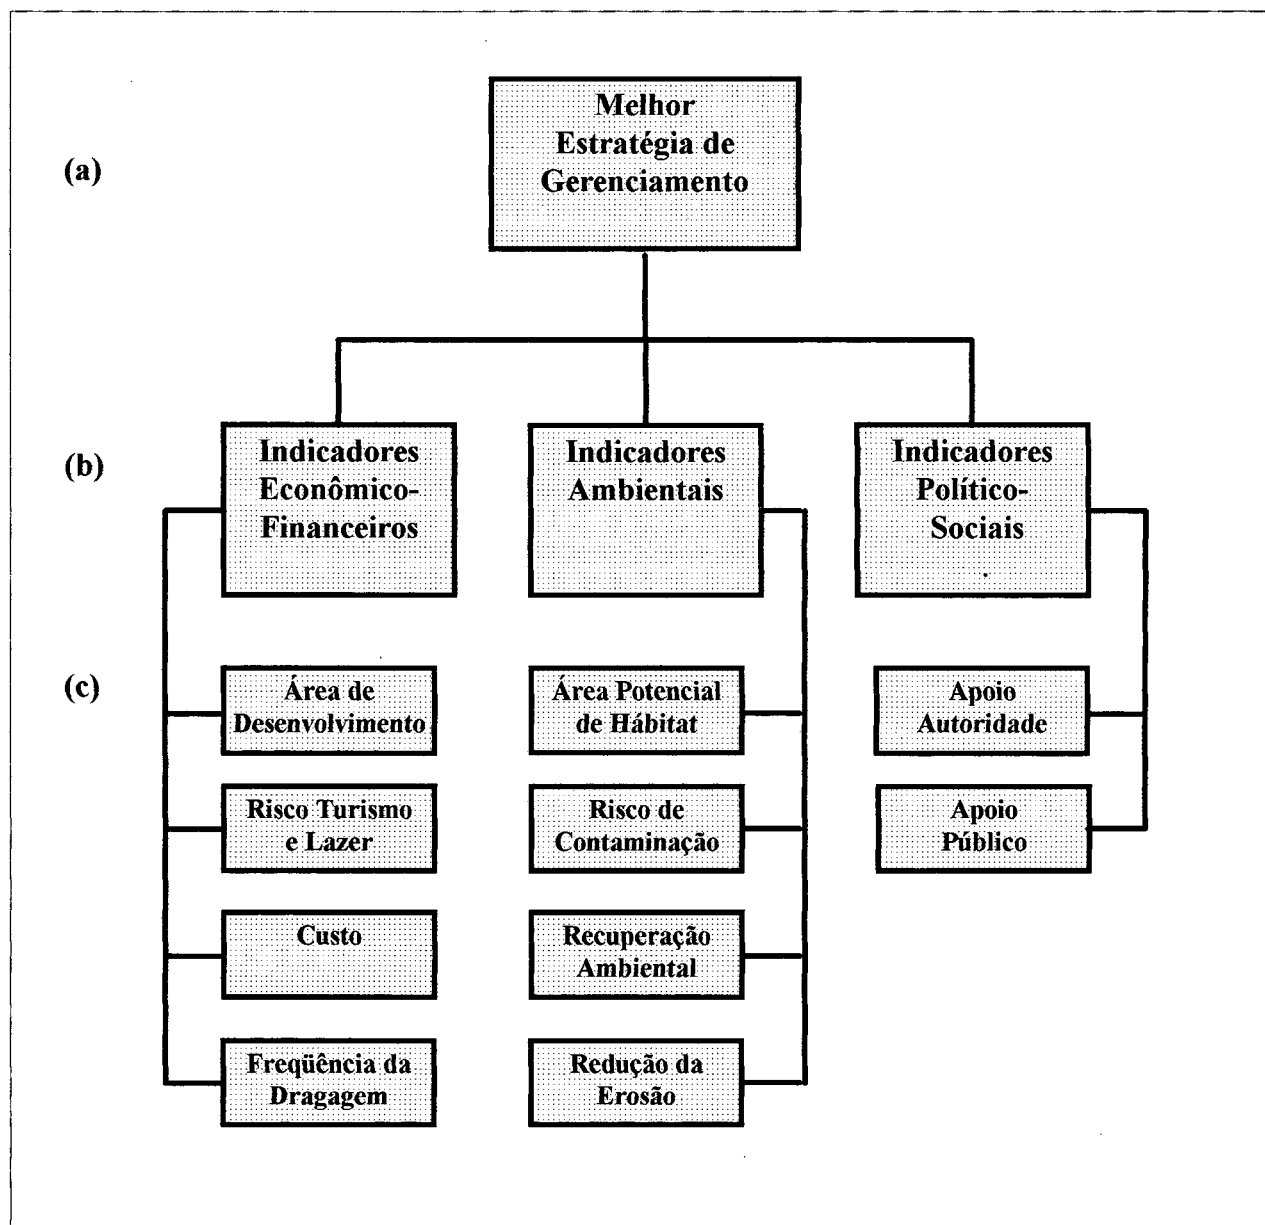 (a)
Melhor
Estratégia de
Gerenciamento
(b)
Indicadores
Econômico-
Financeiros
Indicadores
Ambientais
Indicadores
Político-
Sociais
(c)
Área de
Desenvolvimento
Área Potencial
de Hábitat
Apoio
Autoridade
Risco Turismo
e Lazer
Risco de
Contaminação
Apoio
Público
Custo
Recuperação
Ambiental
Freqüência da
Dragagem
Redução da
Erosão